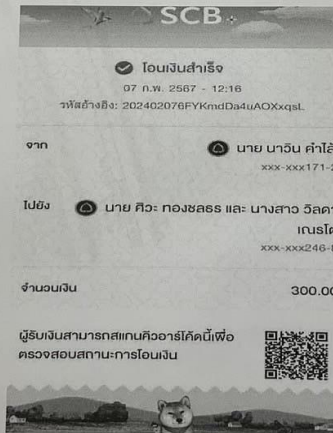 SCB
โอนเงินสำเร็จ
07 ก.พ. 2567 - 12:16
รหัสอ้างอิง: 202402076FYKmdDa4uAOXxqsL
จาก
นาย นาวิน
xxx-xxx171-
ไปยัง
นาย ศิวะ ทองชลธร และ นางสาว
xxx-xxx246-
จำนวนเงิน
300.00
ผู้รับเงินสามารถสแกนคิวอาร์โค้ดนี้เพื่อ
ตรวจสอบสถานะการโอนเงิน